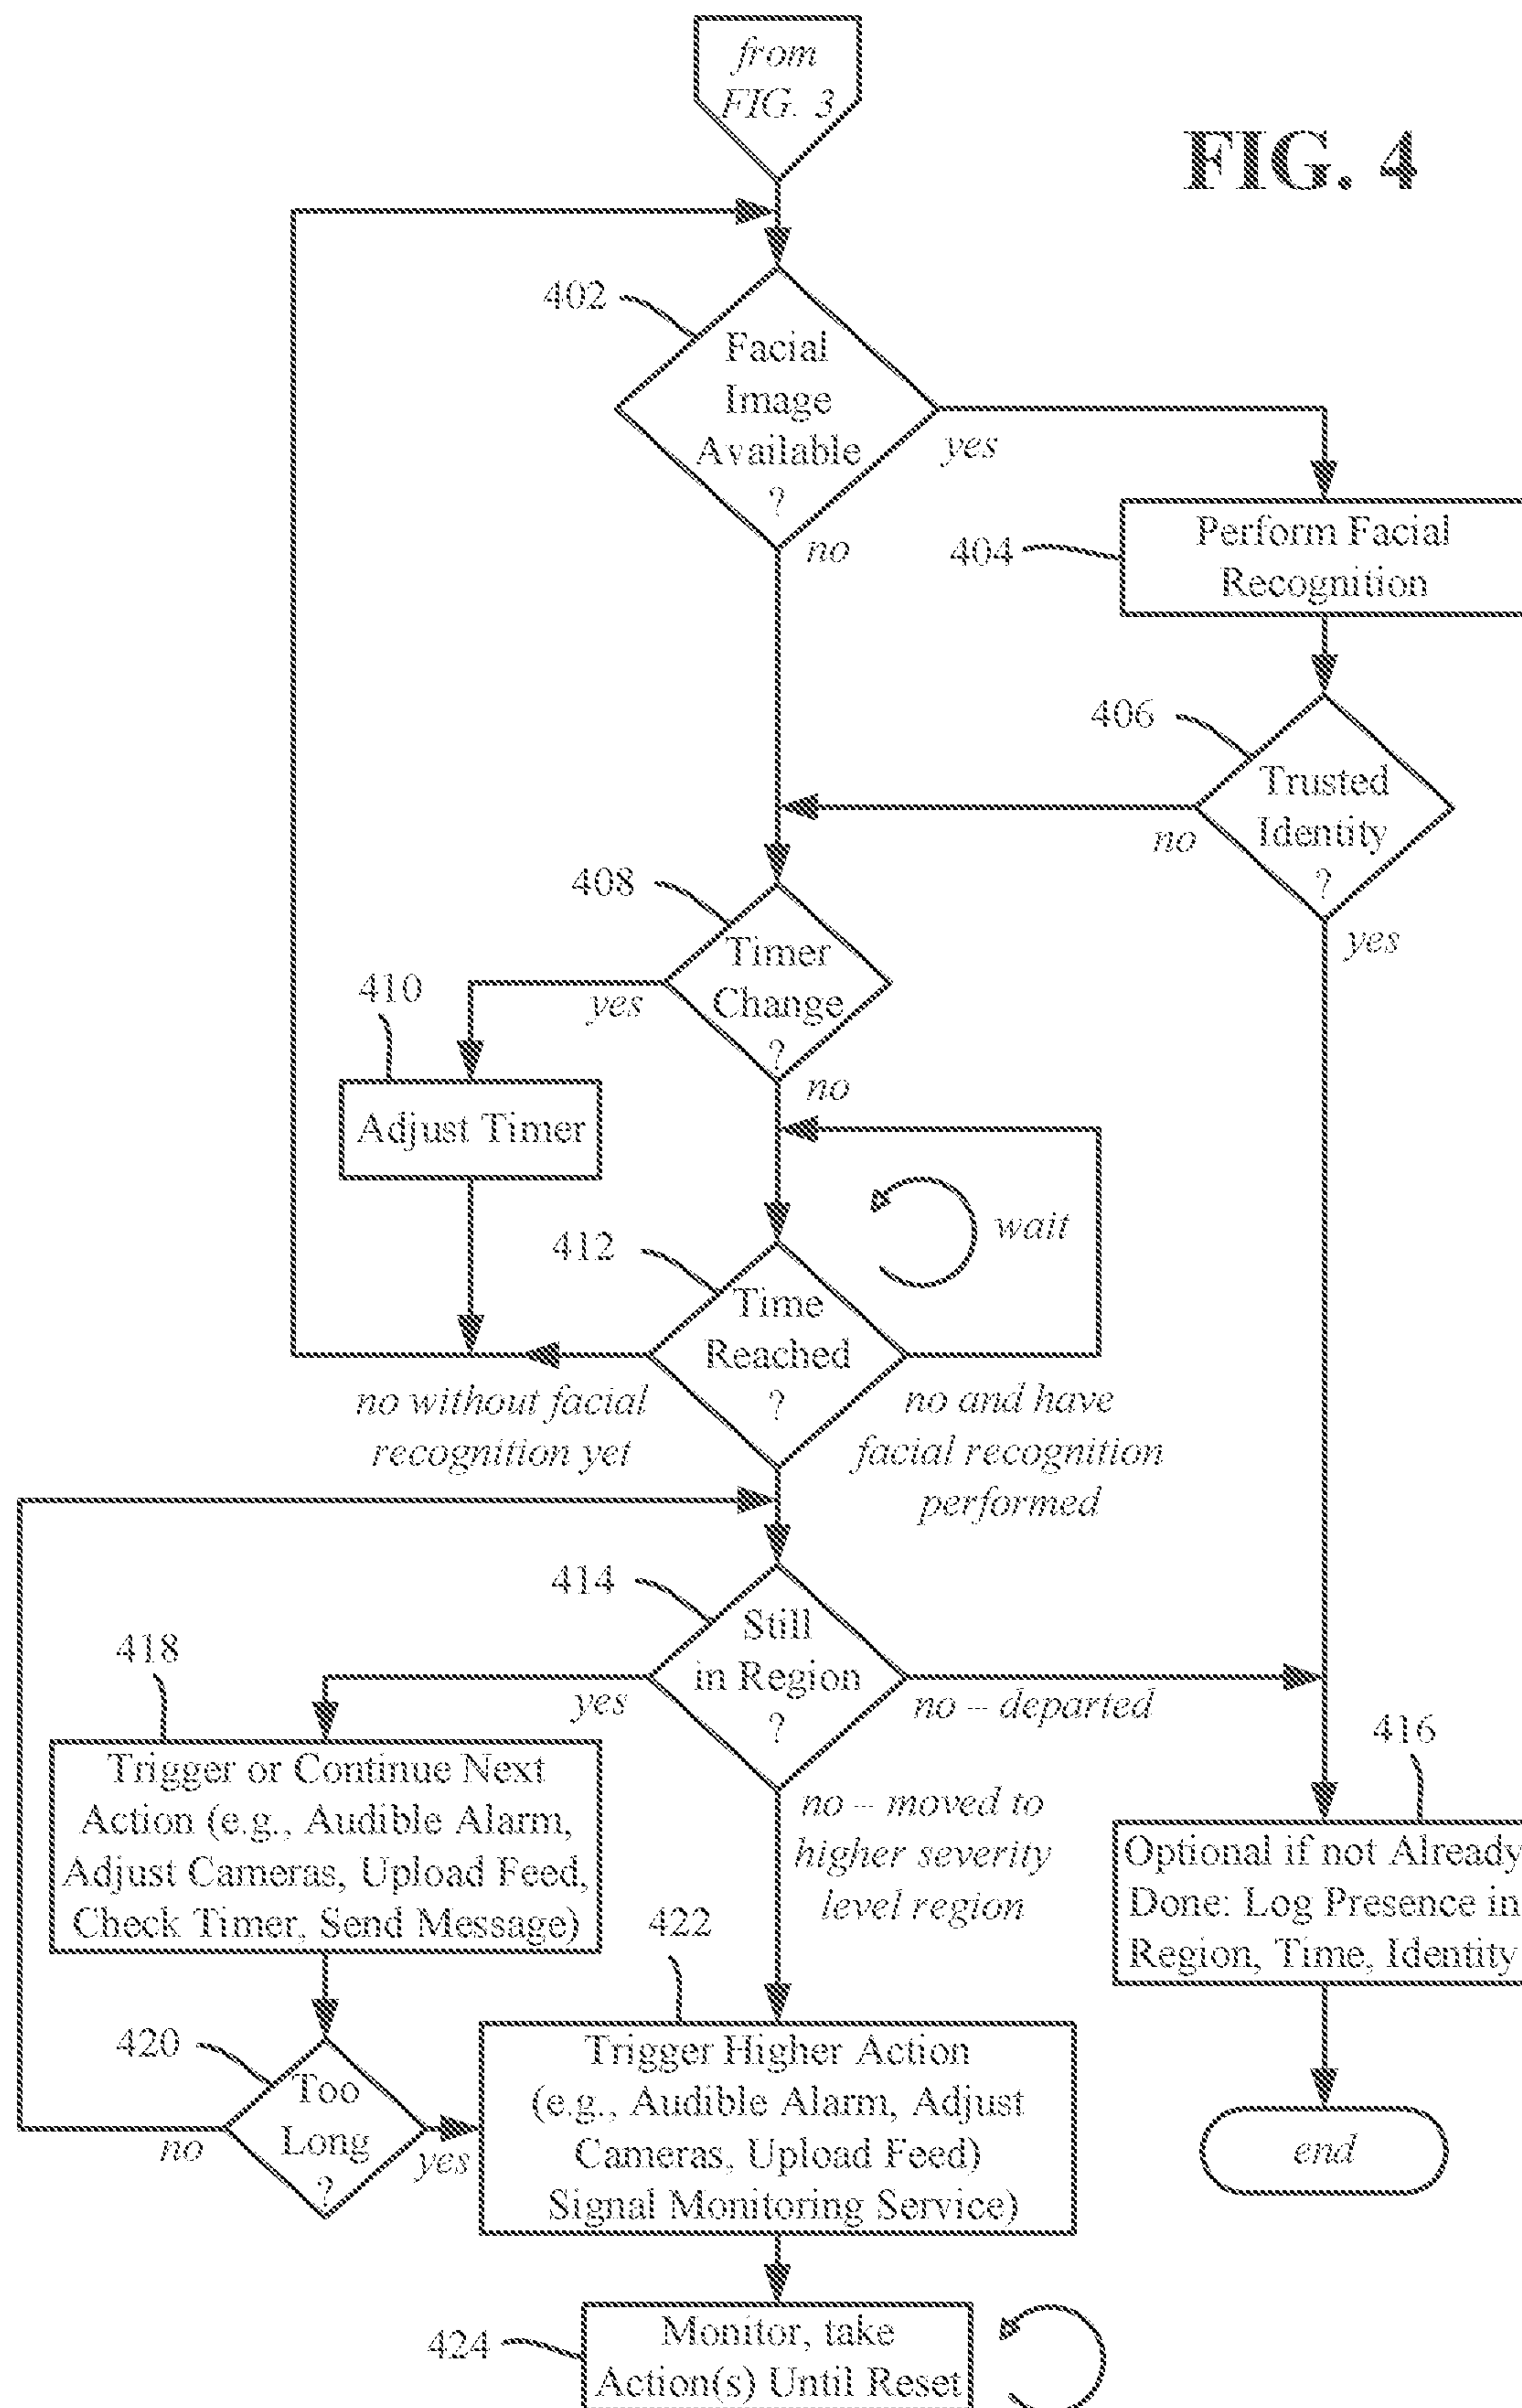 from
FIG. 3
FIG. 4
402
Facial
Image
Available
?
yes
no
404
Perform Facial
Recognition
406
Trusted
Identity
?
no
yes
408
Timer
Change
?
yes
no
410
Adjust Timer
wait
412
Time
Reached
?
no without facial
recognition yet
no and have
facial recognition
performed
414
Still
in Region
?
yes
no -- departed
no -- moved to
higher severity
level region
418
Trigger or Continue Next
Action (e.g., Audible Alarm,
Adjust Cameras, Upload Feed,
Check Timer, Send Message)
416
Optional if not Already
Done: Log Presence in
Region, Time, Identity
420
Too
Long
?
no
yes
422
Trigger Higher Action
(e.g., Audible Alarm, Adjust
Cameras, Upload Feed)
Signal Monitoring Service)
end
424
Monitor, take
Action(s) Until Reset